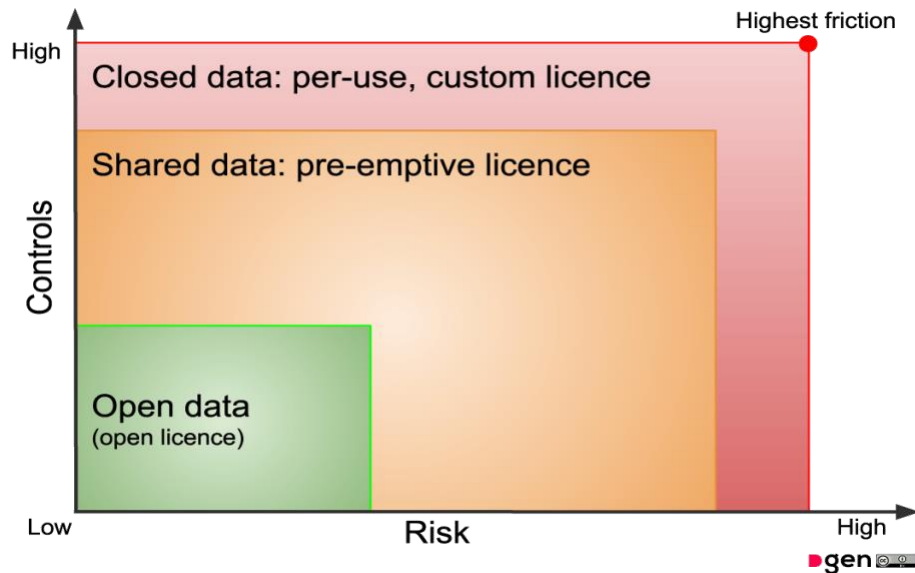 Highest friction
High
Closed data: per-use, custom licence
Shared data: pre-emptive licence
Controls
Open data
(open licence)
Low
Risk
High
gen